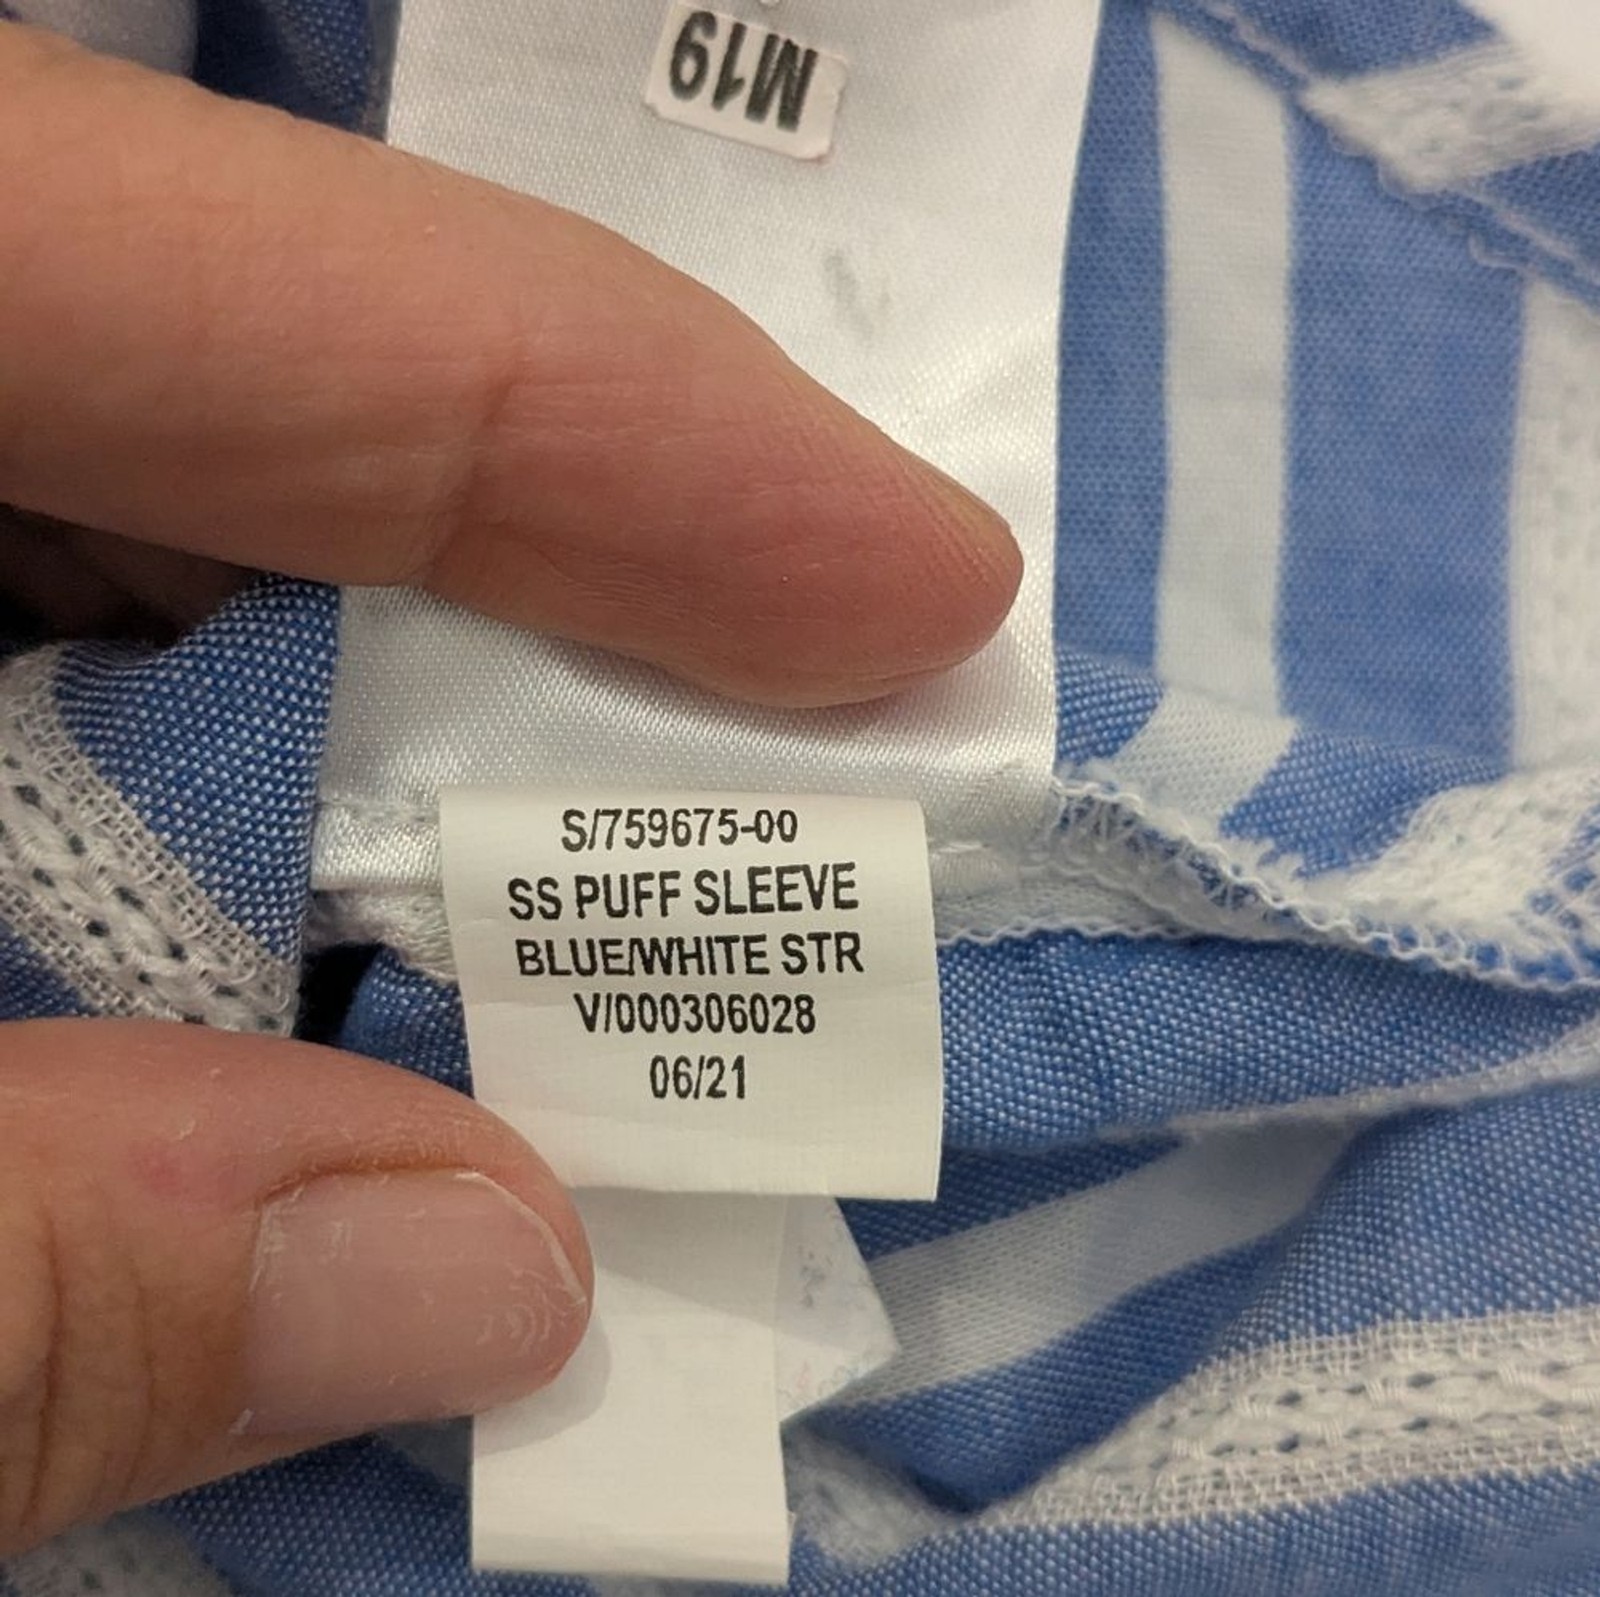 M19
S/759675-00
SS PUFF SLEEVE
BLUE/WHITE STR
V/000306028
06/21